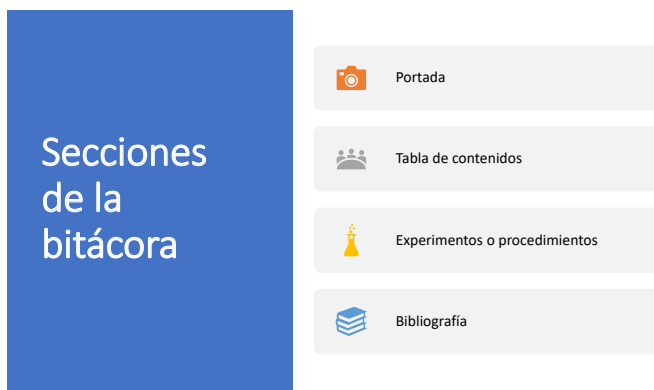 Secciones
de la
bitácora
Portada
Tabla de contenidos
Experimentos o procedimientos
Bibliografía